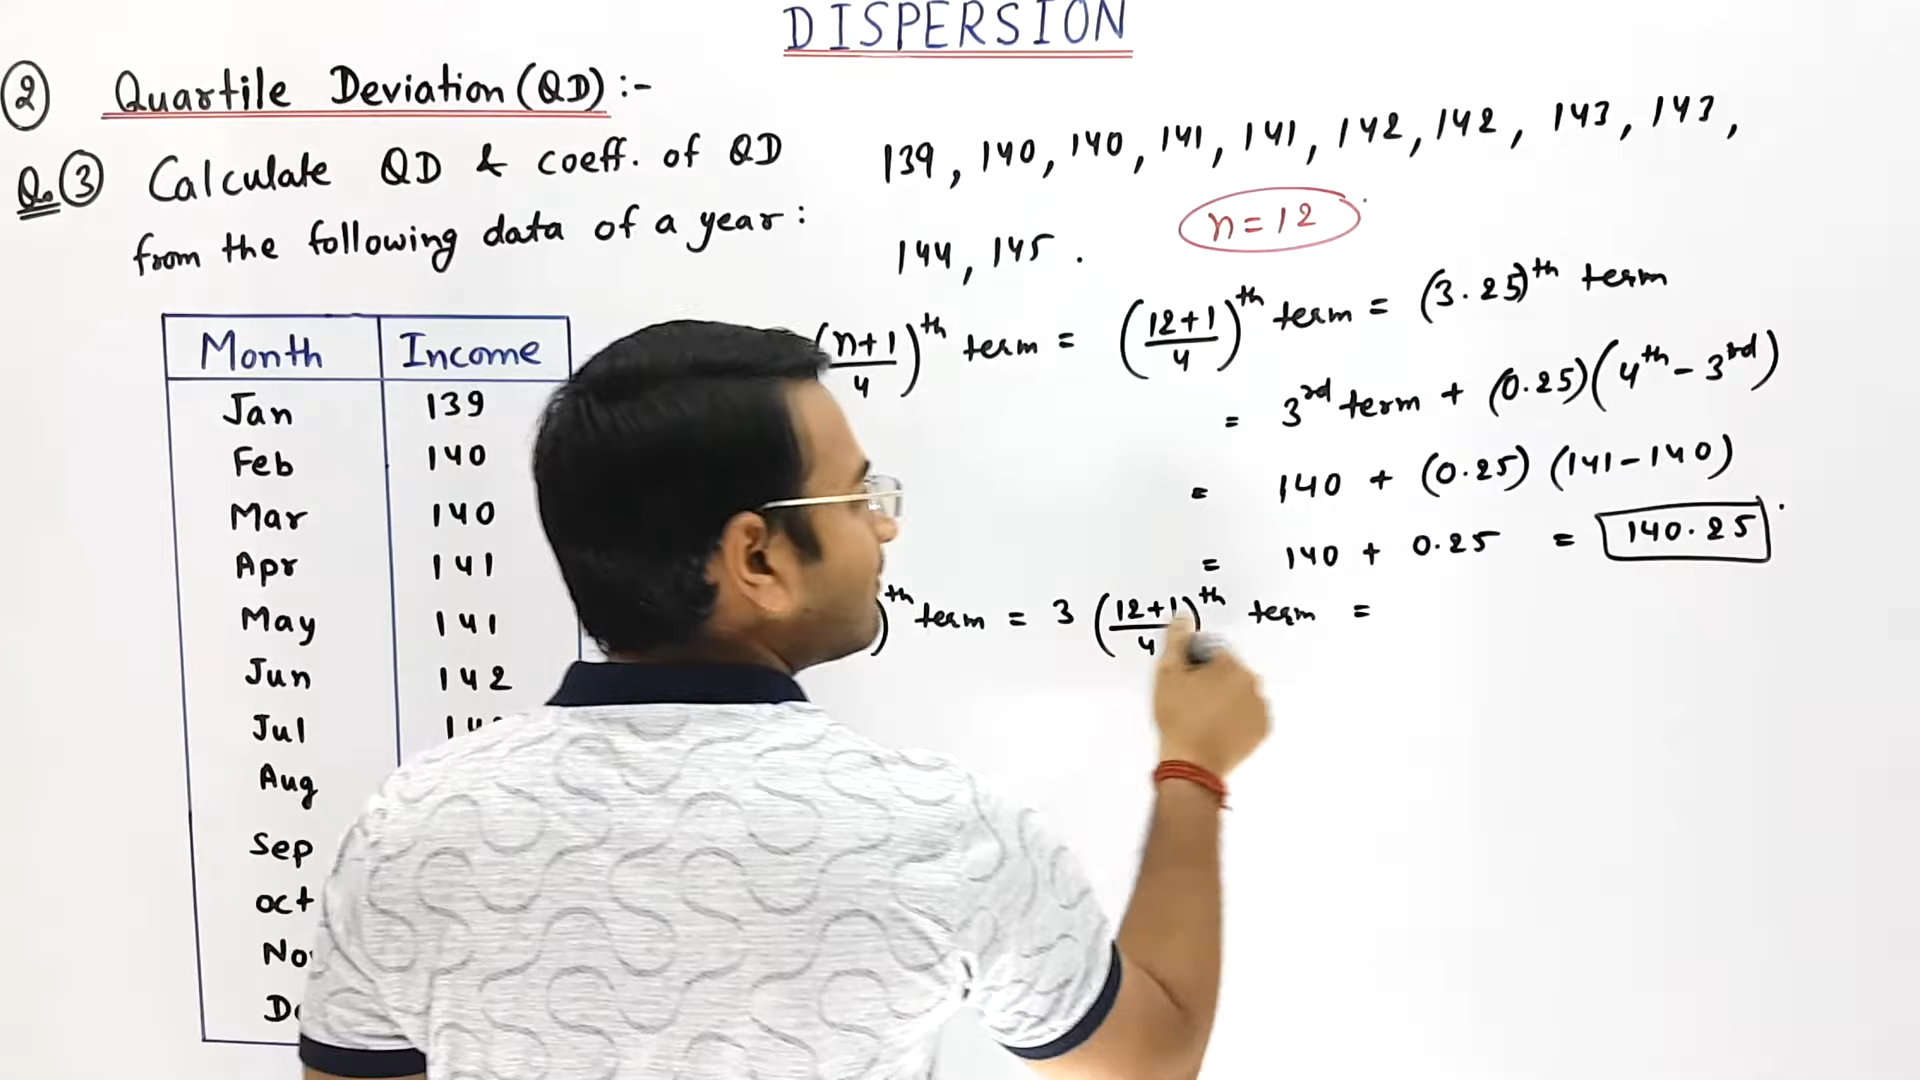 DISPERSION
② Quartile Deviation (QD) :-
Q. ③ Calculate QD & coeff. of QD
from the following data of a year :
139, 140, 140, 141, 141, 142, 142, 143, 143,
144, 145 .
n = 12
(n+1/4)th term = (12+1/4)th term = (3.25)th term
= 3rd term + (0.25)(4th - 3rd)
= 140 + (0.25) (141-140)
= 140 + 0.25 = 140.25
)th term = 3 (12+1/4)th term =
Month Income
Jan 139
Feb 140
Mar 140
Apr 141
May 141
Jun 142
Jul
Aug
Sep
oct